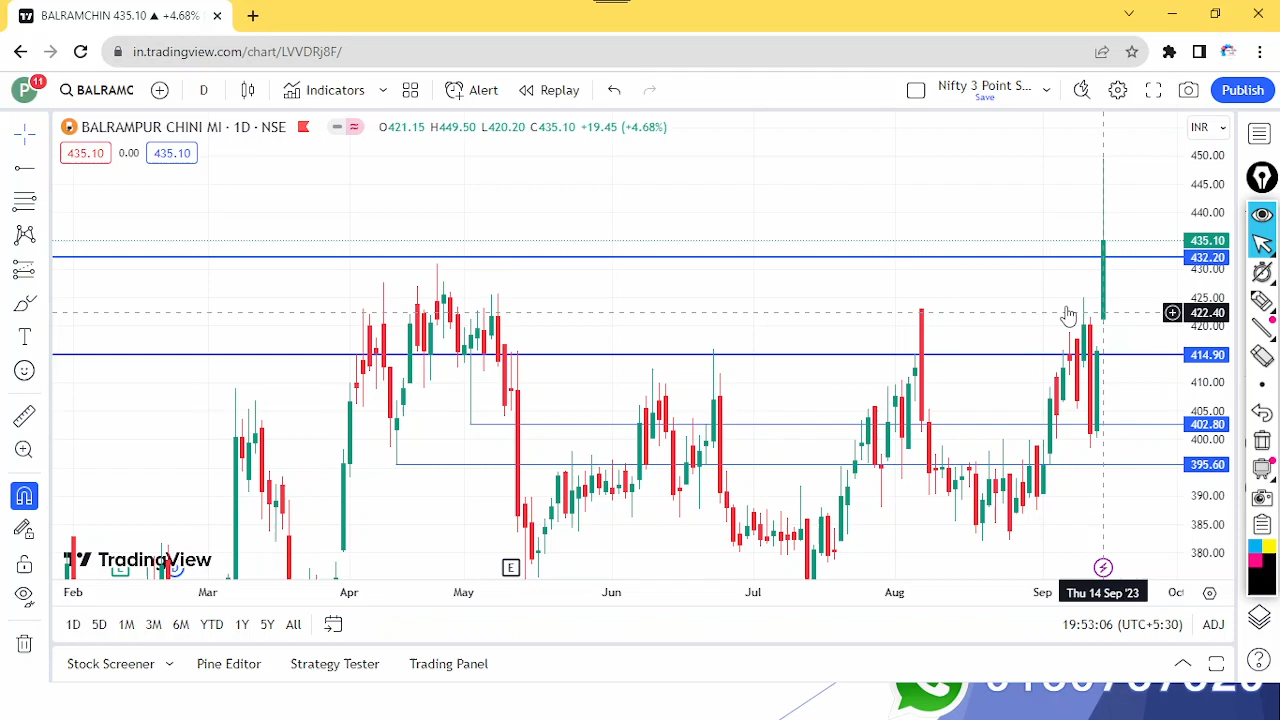 BALRAMCHIN 435.10 ▲ +4.68%
in.tradingview.com/chart/LVVDRj8F/
P 11 BALRAMC D Indicators Alert Replay Nifty 3 Point S... Publish
Save
BALRAMPUR CHINI MI · 1D · NSE O421.15 H449.50 L420.20 C435.10 +19.45 (+4.68%) INR
435.10 0.00 435.10
450.00
445.00
440.00
435.10
432.20
430.00
425.00
422.40
420.00
414.90
410.00
405.00
402.80
400.00
395.60
390.00
385.00
380.00
TradingView
E
Feb Mar Apr May Jun Jul Aug Sep Thu 14 Sep '23 Oct
1D 5D 1M 3M 6M YTD 1Y 5Y All 19:53:06 (UTC+5:30) ADJ
Stock Screener Pine Editor Strategy Tester Trading Panel